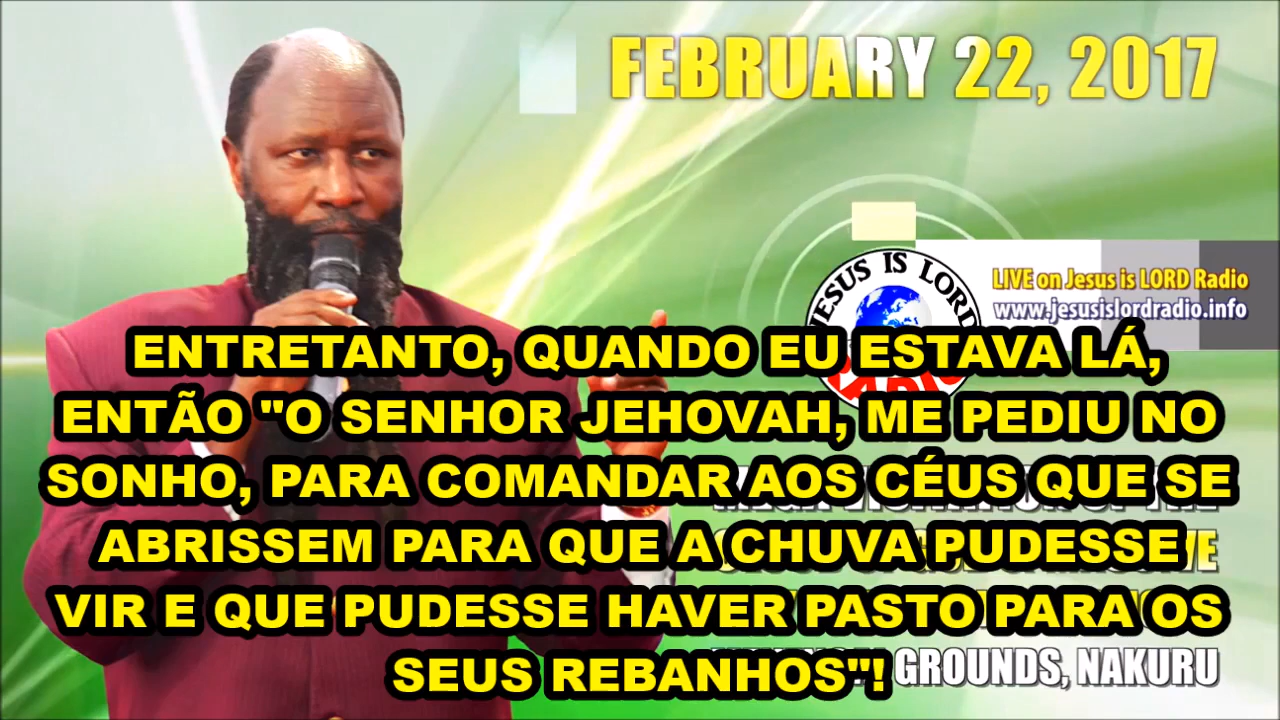 FEBRUARY 22, 2017
JESUS IS LORD
RADIO
LIVE on Jesus is LORD Radio
www.jesusislordradio.info
ENTRETANTO, QUANDO EU ESTAVA LÁ,
ENTÃO "O SENHOR JEHOVAH, ME PEDIU NO
SONHO, PARA COMANDAR AOS CÉUS QUE SE
ABRISSEM PARA QUE A CHUVA PUDESSE
VIR E QUE PUDESSE HAVER PASTO PARA OS
SEUS REBANHOS"!
GROUNDS, NAKURU